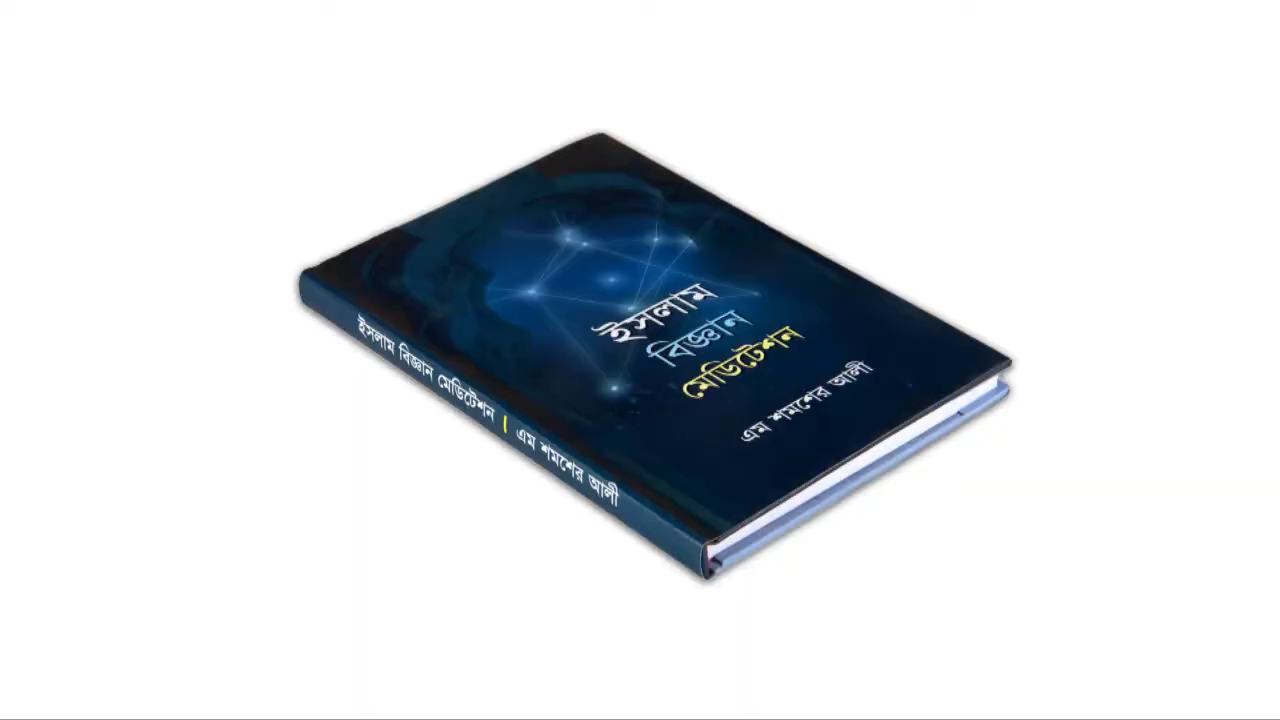 ইসলাম
বিজ্ঞান
মেডিটেশন
এম শমশের আলী
ইসলাম বিজ্ঞান মেডিটেশন | এম শমশের আলী